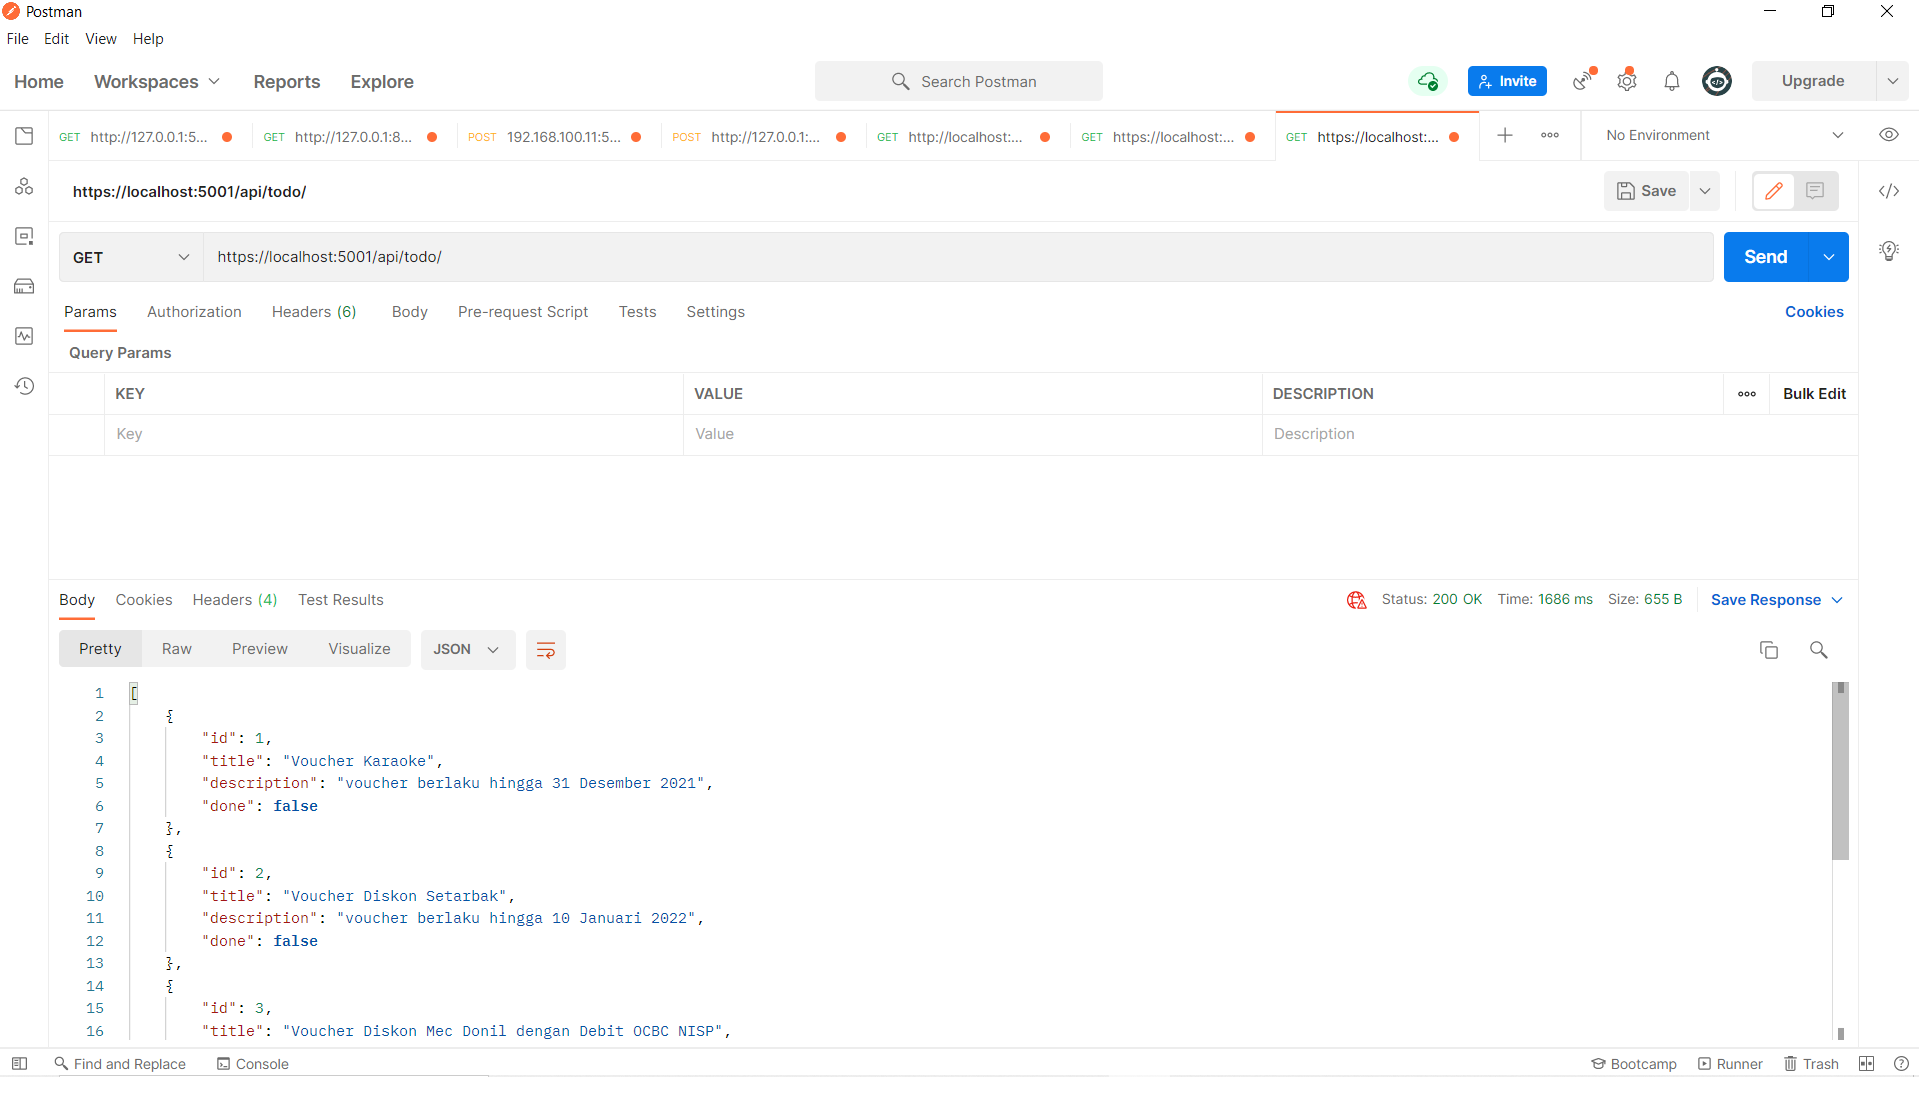 Postman
File Edit View Help
Home Workspaces Reports Explore Search Postman Invite Upgrade
GET http://127.0.0.1:5... GET http://127.0.0.1:8... POST 192.168.100.11:5... POST http://127.0.0.1:... GET http://localhost:... GET https://localhost:... GET https://localhost:... No Environment
https://localhost:5001/api/todo/ Save
GET https://localhost:5001/api/todo/ Send
Params Authorization Headers (6) Body Pre-request Script Tests Settings Cookies
Query Params
KEY VALUE DESCRIPTION Bulk Edit
Key Value Description
Body Cookies Headers (4) Test Results Status: 200 OK Time: 1686 ms Size: 655 B Save Response
Pretty Raw Preview Visualize JSON
1 [
2 {
3 "id": 1,
4 "title": "Voucher Karaoke",
5 "description": "voucher berlaku hingga 31 Desember 2021",
6 "done": false
7 },
8 {
9 "id": 2,
10 "title": "Voucher Diskon Setarbak",
11 "description": "voucher berlaku hingga 10 Januari 2022",
12 "done": false
13 },
14 {
15 "id": 3,
16 "title": "Voucher Diskon Mec Donil dengan Debit OCBC NISP",
Find and Replace Console Bootcamp Runner Trash